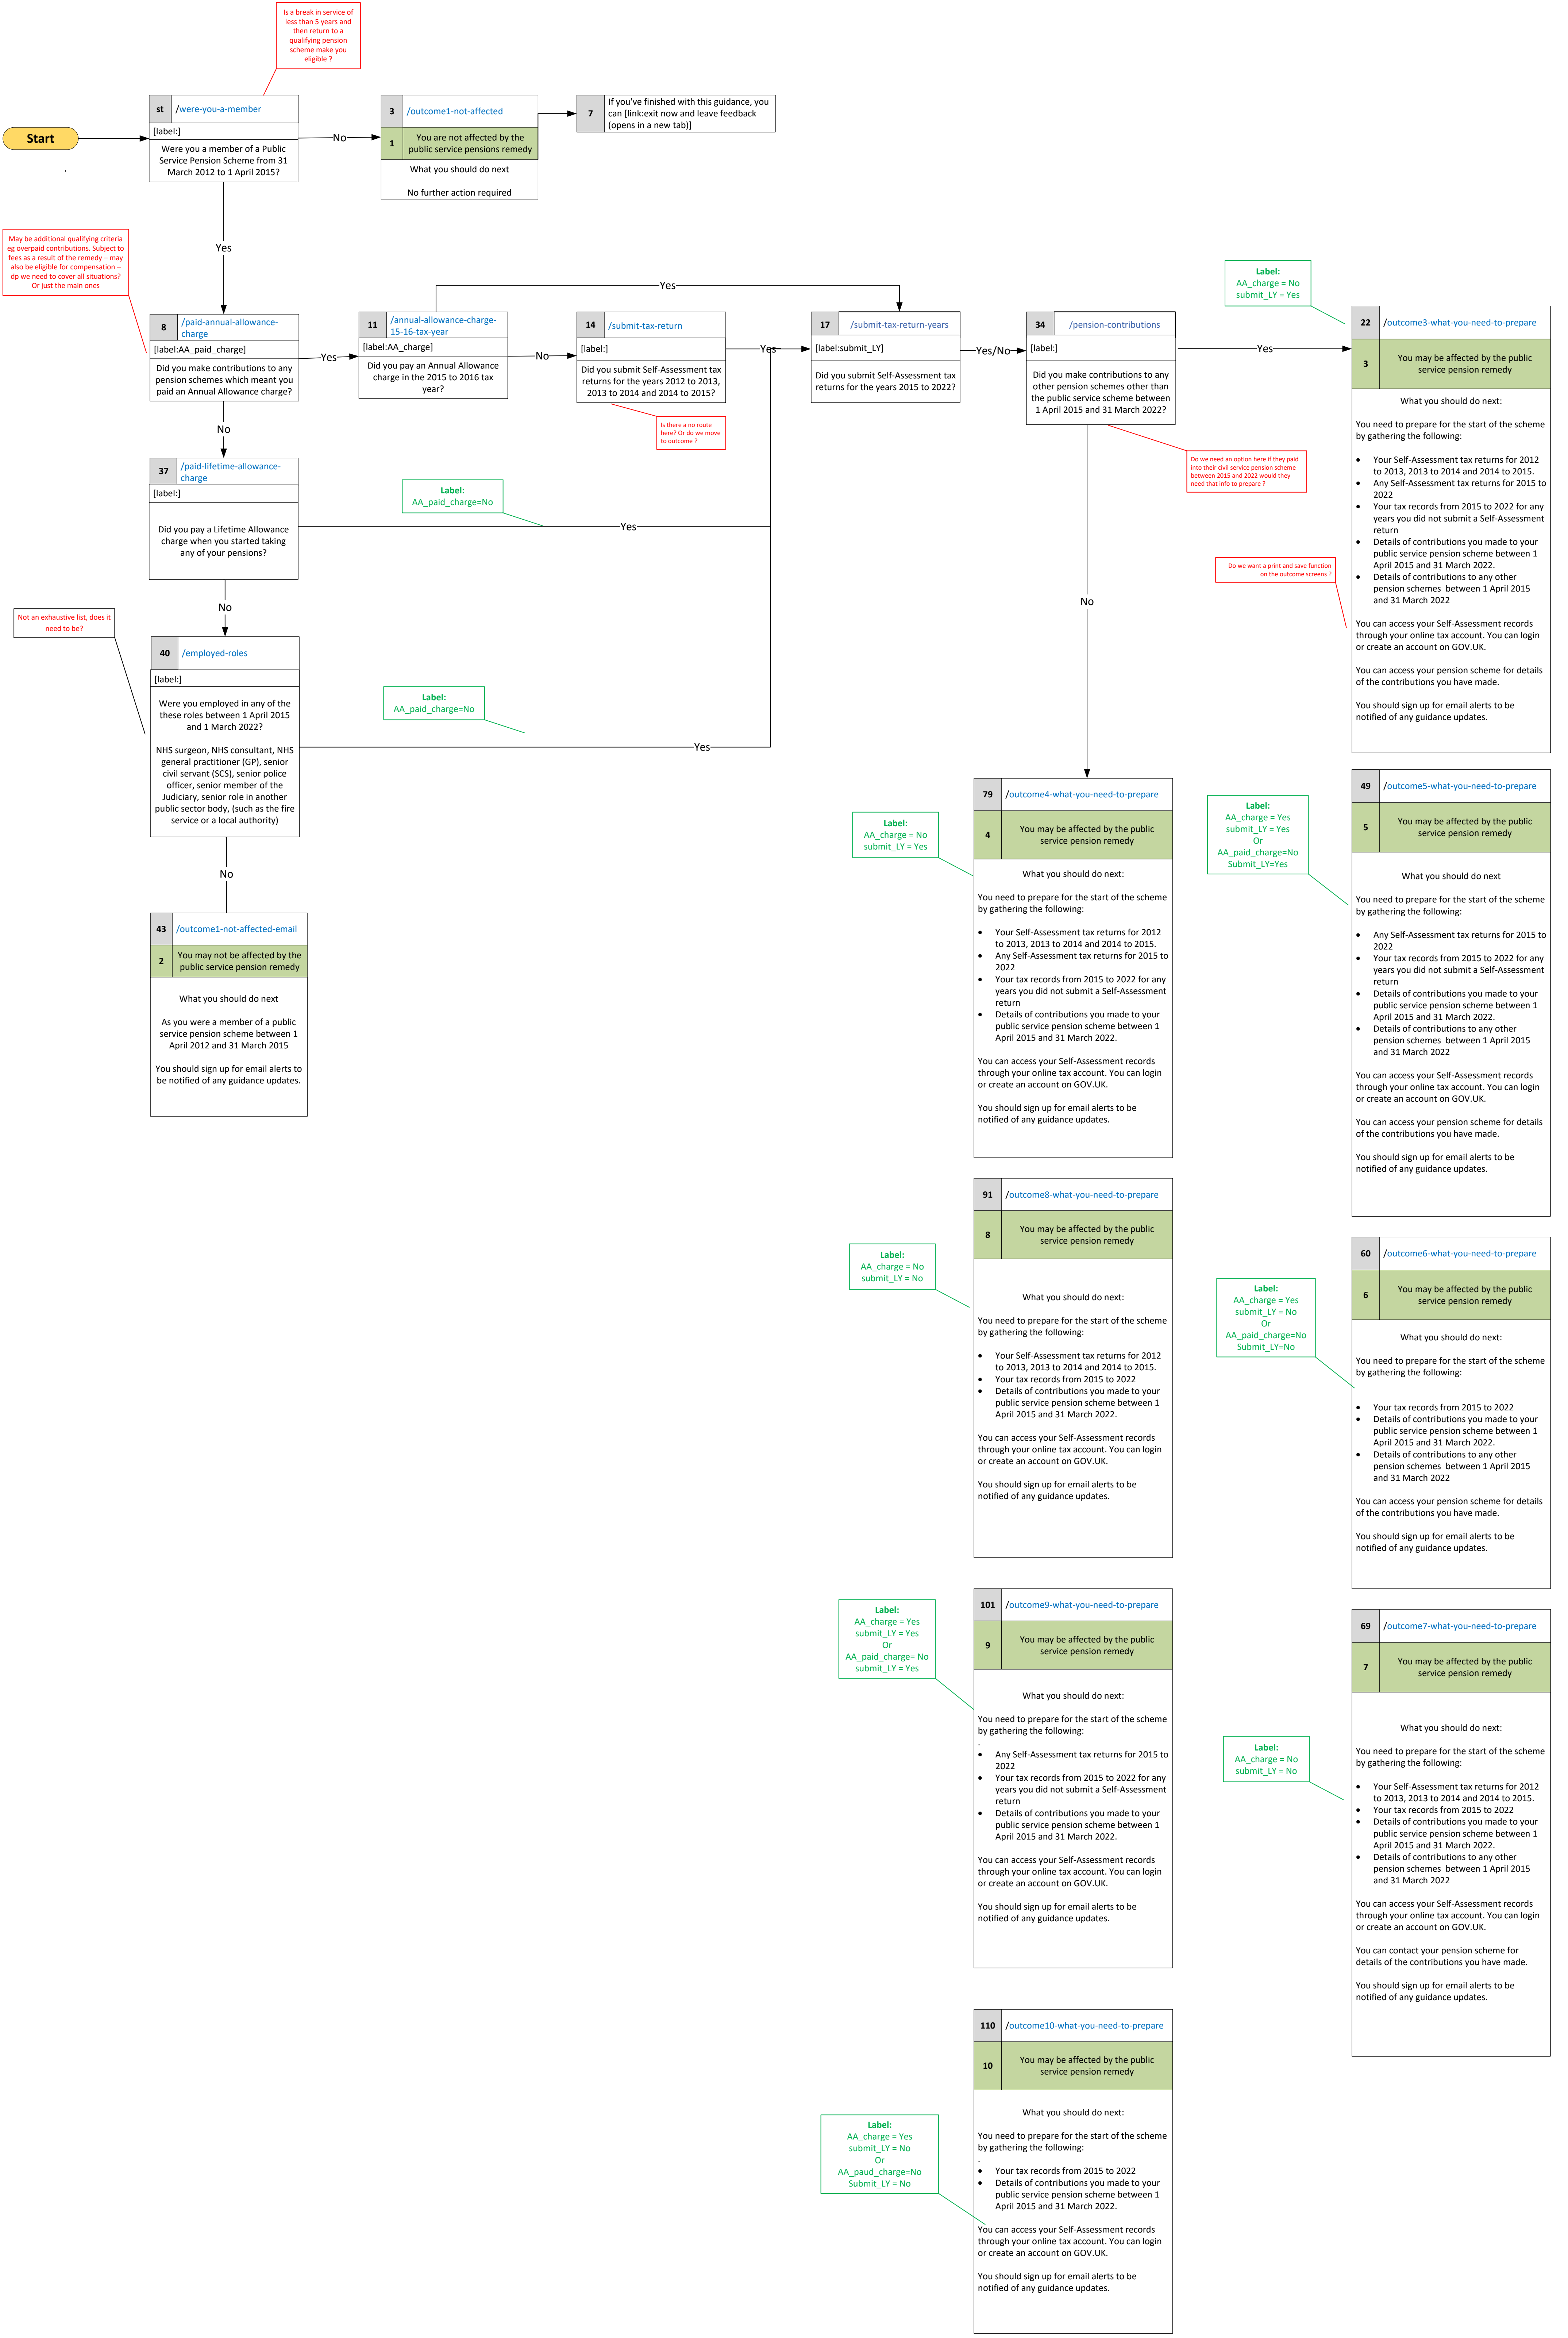 Is a break in service of
less than 5 years and
then return to a
qualifying pension
scheme make you
eligible ?
Start
st /were-you-a-member
[label:]
Were you a member of a Public
Service Pension Scheme from 31
March 2012 to 1 April 2015?
No
3 /outcome1-not-affected
1 You are not affected by the
public service pensions remedy
What you should do next
No further action required
7 If you've finished with this guidance, you
can [link:exit now and leave feedback
(opens in a new tab)]
Yes
May be additional qualifying criteria
eg overpaid contributions. Subject to
fees as a result of the remedy – may
also be eligible for compensation –
dp we need to cover all situations?
Or just the main ones
8 /paid-annual-allowance-
charge
[label:AA_paid_charge]
Did you make contributions to any
pension schemes which meant you
paid an Annual Allowance charge?
Yes
11 /annual-allowance-charge-
15-16-tax-year
[label:AA_charge]
Did you pay an Annual Allowance
charge in the 2015 to 2016 tax
year?
Yes
No
14 /submit-tax-return
[label:]
Did you submit Self-Assessment tax
returns for the years 2012 to 2013,
2013 to 2014 and 2014 to 2015?
Is there a no route
here? Or do we move
to outcome ?
Yes
17 /submit-tax-return-years
[label:submit_LY]
Did you submit Self-Assessment tax
returns for the years 2015 to 2022?
Yes/No
34 /pension-contributions
[label:]
Did you make contributions to any
other pension schemes other than
the public service scheme between
1 April 2015 and 31 March 2022?
Do we need an option here if they paid
into their civil service pension scheme
between 2015 and 2022 would they
need that info to prepare ?
Yes
No
No
37 /paid-lifetime-allowance-
charge
[label:]
Did you pay a Lifetime Allowance
charge when you started taking
any of your pensions?
Label:
AA_paid_charge=No
Yes
No
Not an exhaustive list, does it
need to be?
40 /employed-roles
[label:]
Were you employed in any of the
these roles between 1 April 2015
and 1 March 2022?
NHS surgeon, NHS consultant, NHS
general practitioner (GP), senior
civil servant (SCS), senior police
officer, senior member of the
Judiciary, senior role in another
public sector body, (such as the fire
service or a local authority)
Label:
AA_paid_charge=No
Yes
No
43 /outcome1-not-affected-email
2 You may not be affected by the
public service pension remedy
What you should do next
As you were a member of a public
service pension scheme between 1
April 2012 and 31 March 2015
You should sign up for email alerts to
be notified of any guidance updates.
Label:
AA_charge = No
submit_LY = Yes
22 /outcome3-what-you-need-to-prepare
3 You may be affected by the public
service pension remedy
What you should do next:
You need to prepare for the start of the scheme
by gathering the following:
• Your Self-Assessment tax returns for 2012
to 2013, 2013 to 2014 and 2014 to 2015.
• Any Self-Assessment tax returns for 2015 to
2022
• Your tax records from 2015 to 2022 for any
years you did not submit a Self-Assessment
return
• Details of contributions you made to your
public service pension scheme between 1
April 2015 and 31 March 2022.
• Details of contributions to any other
pension schemes between 1 April 2015
and 31 March 2022
You can access your Self-Assessment records
through your online tax account. You can login
or create an account on GOV.UK.
You can access your pension scheme for details
of the contributions you have made.
You should sign up for email alerts to be
notified of any guidance updates.
Do we want a print and save function
on the outcome screens ?
Label:
AA_charge = No
submit_LY = Yes
79 /outcome4-what-you-need-to-prepare
4 You may be affected by the public
service pension remedy
What you should do next:
You need to prepare for the start of the scheme
by gathering the following:
• Your Self-Assessment tax returns for 2012
to 2013, 2013 to 2014 and 2014 to 2015.
• Any Self-Assessment tax returns for 2015 to
2022
• Your tax records from 2015 to 2022 for any
years you did not submit a Self-Assessment
return
• Details of contributions you made to your
public service pension scheme between 1
April 2015 and 31 March 2022.
You can access your Self-Assessment records
through your online tax account. You can login
or create an account on GOV.UK.
You should sign up for email alerts to be
notified of any guidance updates.
Label:
AA_charge = Yes
submit_LY = Yes
Or
AA_paid_charge=No
Submit_LY=Yes
49 /outcome5-what-you-need-to-prepare
5 You may be affected by the public
service pension remedy
What you should do next
You need to prepare for the start of the scheme
by gathering the following:
• Any Self-Assessment tax returns for 2015 to
2022
• Your tax records from 2015 to 2022 for any
years you did not submit a Self-Assessment
return
• Details of contributions you made to your
public service pension scheme between 1
April 2015 and 31 March 2022.
• Details of contributions to any other
pension schemes between 1 April 2015
and 31 March 2022
You can access your Self-Assessment records
through your online tax account. You can login
or create an account on GOV.UK.
You can access your pension scheme for details
of the contributions you have made.
You should sign up for email alerts to be
notified of any guidance updates.
Label:
AA_charge = No
submit_LY = No
91 /outcome8-what-you-need-to-prepare
8 You may be affected by the public
service pension remedy
What you should do next:
You need to prepare for the start of the scheme
by gathering the following:
• Your Self-Assessment tax returns for 2012
to 2013, 2013 to 2014 and 2014 to 2015.
• Your tax records from 2015 to 2022
• Details of contributions you made to your
public service pension scheme between 1
April 2015 and 31 March 2022.
You can access your Self-Assessment records
through your online tax account. You can login
or create an account on GOV.UK.
You should sign up for email alerts to be
notified of any guidance updates.
Label:
AA_charge = Yes
submit_LY = No
Or
AA_paid_charge=No
Submit_LY=No
60 /outcome6-what-you-need-to-prepare
6 You may be affected by the public
service pension remedy
What you should do next:
You need to prepare for the start of the scheme
by gathering the following:
• Your tax records from 2015 to 2022
• Details of contributions you made to your
public service pension scheme between 1
April 2015 and 31 March 2022.
• Details of contributions to any other
pension schemes between 1 April 2015
and 31 March 2022
You can access your pension scheme for details
of the contributions you have made.
You should sign up for email alerts to be
notified of any guidance updates.
Label:
AA_charge = Yes
submit_LY = Yes
Or
AA_paid_charge= No
submit_LY = Yes
101 /outcome9-what-you-need-to-prepare
9 You may be affected by the public
service pension remedy
What you should do next:
You need to prepare for the start of the scheme
by gathering the following:
.
• Any Self-Assessment tax returns for 2015 to
2022
• Your tax records from 2015 to 2022 for any
years you did not submit a Self-Assessment
return
• Details of contributions you made to your
public service pension scheme between 1
April 2015 and 31 March 2022.
You can access your Self-Assessment records
through your online tax account. You can login
or create an account on GOV.UK.
You should sign up for email alerts to be
notified of any guidance updates.
Label:
AA_charge = No
submit_LY = No
69 /outcome7-what-you-need-to-prepare
7 You may be affected by the public
service pension remedy
What you should do next:
You need to prepare for the start of the scheme
by gathering the following:
• Your Self-Assessment tax returns for 2012
to 2013, 2013 to 2014 and 2014 to 2015.
• Your tax records from 2015 to 2022
• Details of contributions you made to your
public service pension scheme between 1
April 2015 and 31 March 2022.
• Details of contributions to any other
pension schemes between 1 April 2015
and 31 March 2022
You can access your Self-Assessment records
through your online tax account. You can login
or create an account on GOV.UK.
You can contact your pension scheme for
details of the contributions you have made.
You should sign up for email alerts to be
notified of any guidance updates.
Label:
AA_charge = Yes
submit_LY = No
Or
AA_paud_charge=No
Submit_LY = No
110 /outcome10-what-you-need-to-prepare
10 You may be affected by the public
service pension remedy
What you should do next:
You need to prepare for the start of the scheme
by gathering the following:
.
• Your tax records from 2015 to 2022
• Details of contributions you made to your
public service pension scheme between 1
April 2015 and 31 March 2022.
You can access your Self-Assessment records
through your online tax account. You can login
or create an account on GOV.UK.
You should sign up for email alerts to be
notified of any guidance updates.